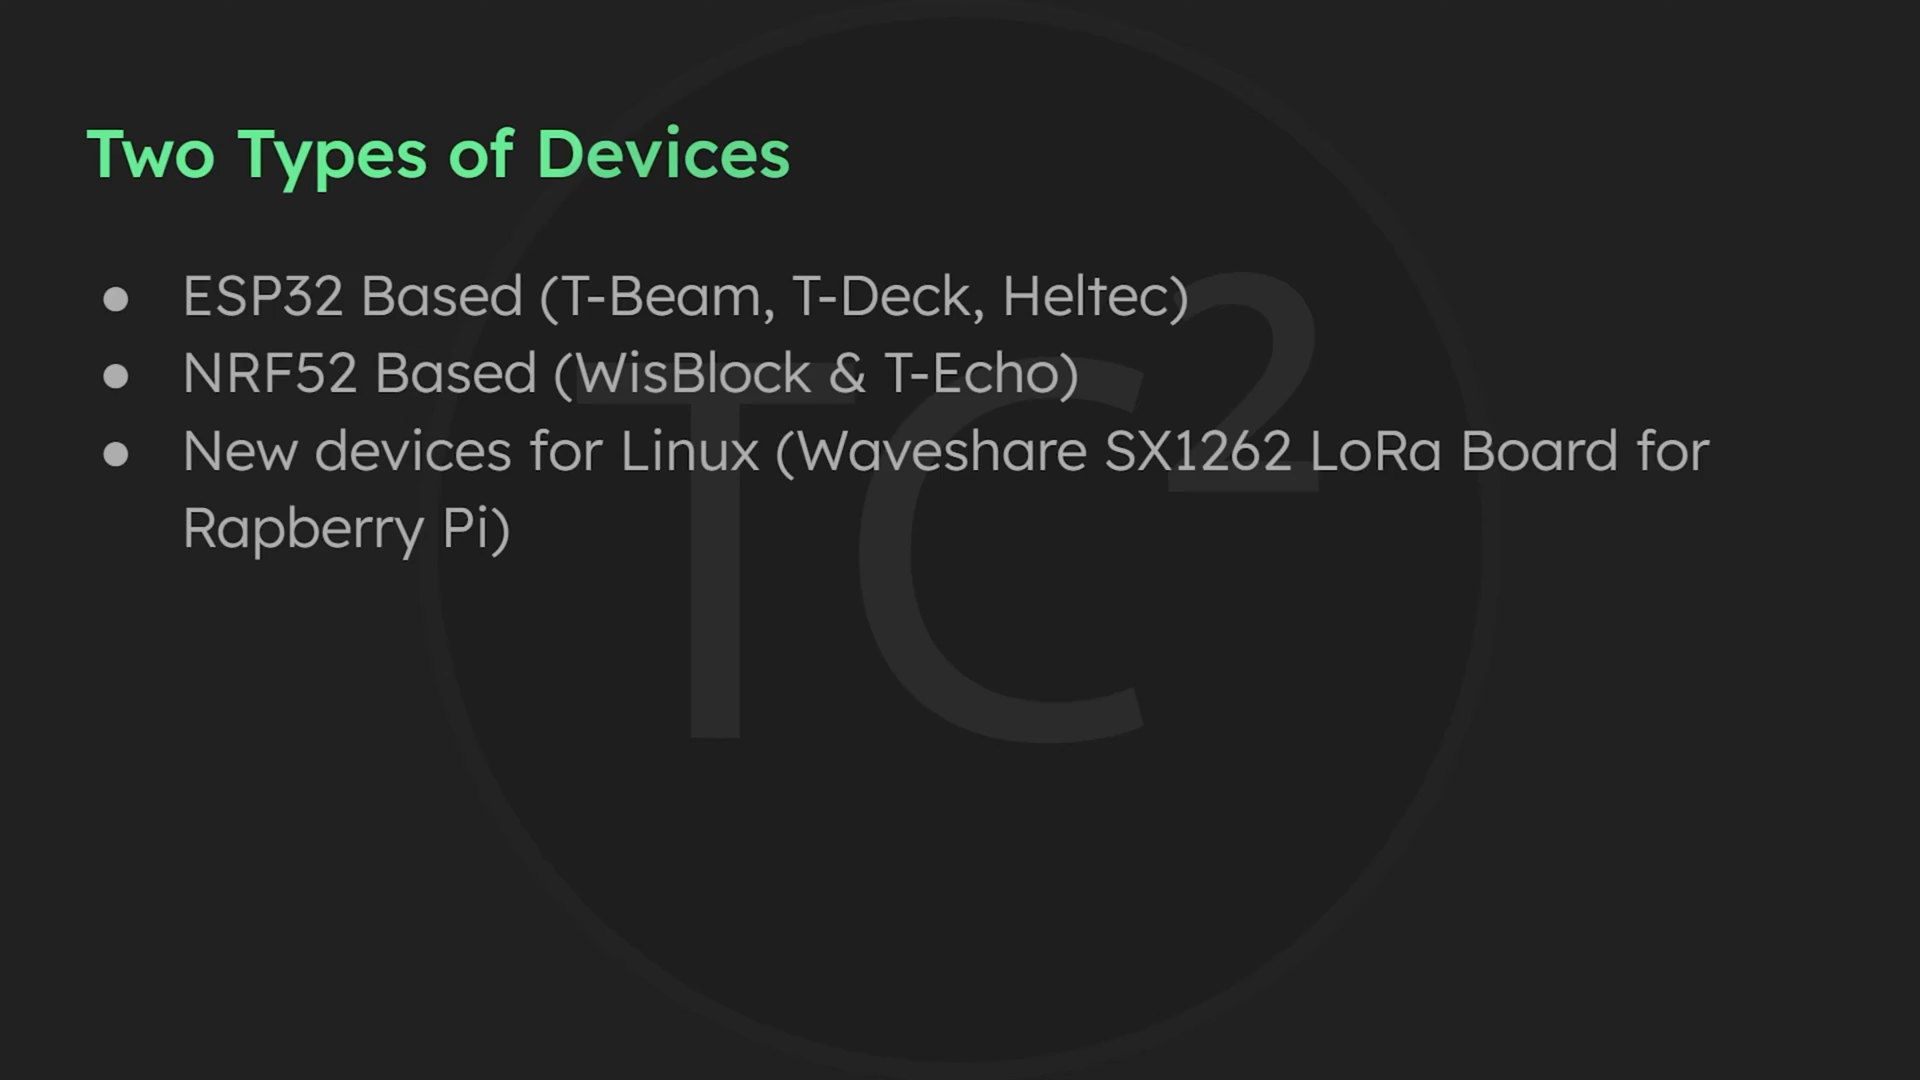 Two Types of Devices
● ESP32 Based (T-Beam, T-Deck, Heltec)
● NRF52 Based (WisBlock & T-Echo)
● New devices for Linux (Waveshare SX1262 LoRa Board for
Rapberry Pi)
TC²